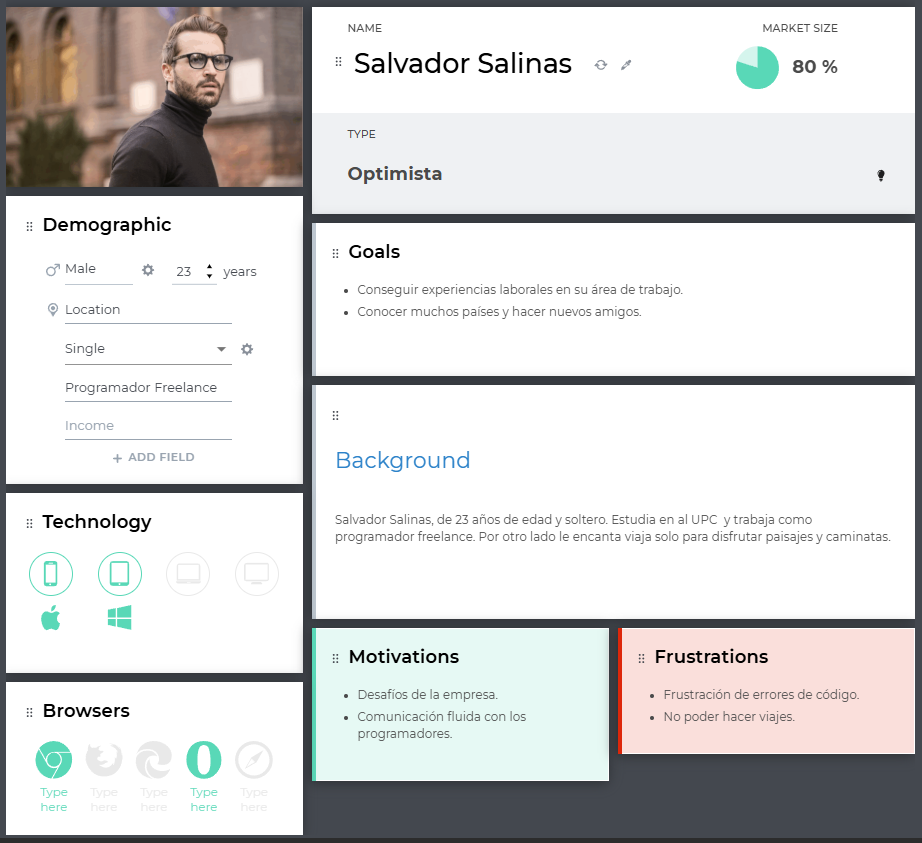 NAME
MARKET SIZE
Salvador Salinas
80 %
TYPE
Optimista
Demographic
Male
23
years
Location
Single
Programador Freelance
Income
+ ADD FIELD
Technology
Browsers
Type here
Type here
Type here
Type here
Type here
Goals
• Conseguir experiencias laborales en su área de trabajo.
• Conocer muchos países y hacer nuevos amigos.
Background
Salvador Salinas, de 23 años de edad y soltero. Estudia en al UPC y trabaja como
programador freelance. Por otro lado le encanta viaja solo para disfrutar paisajes y caminatas.
Motivations
• Desafíos de la empresa.
• Comunicación fluida con los
programadores.
Frustrations
• Frustración de errores de código.
• No poder hacer viajes.